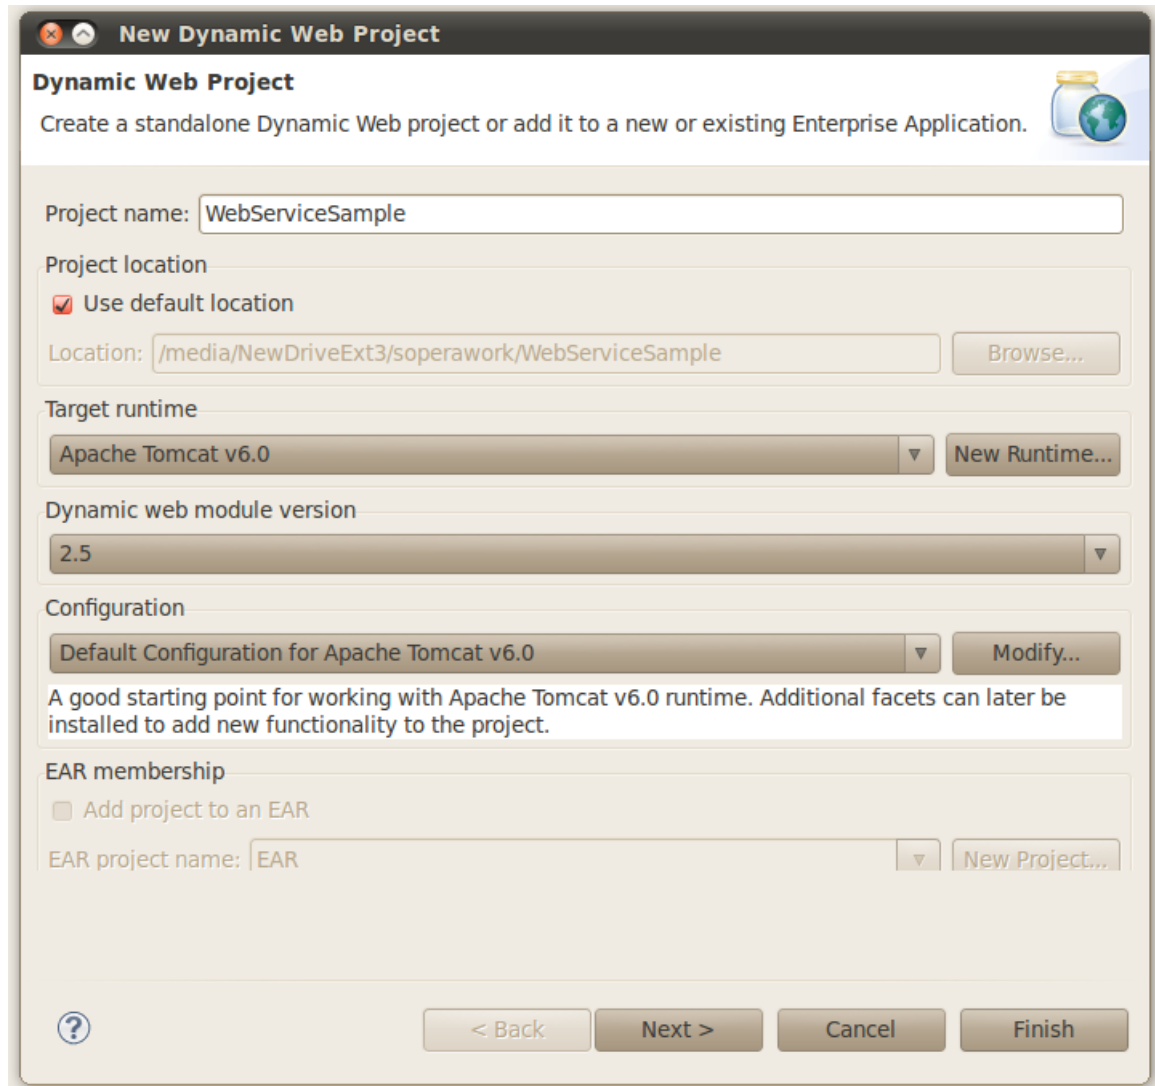 New Dynamic Web Project
Dynamic Web Project
Create a standalone Dynamic Web project or add it to a new or existing Enterprise Application.
Project name: WebServiceSample
Project location
Use default location
Location: /media/NewDriveExt3/soperawork/WebServiceSample Browse...
Target runtime
Apache Tomcat v6.0 New Runtime...
Dynamic web module version
2.5
Configuration
Default Configuration for Apache Tomcat v6.0 Modify...
A good starting point for working with Apache Tomcat v6.0 runtime. Additional facets can later be
installed to add new functionality to the project.
EAR membership
Add project to an EAR
EAR project name: EAR New Project...
? < Back Next > Cancel Finish